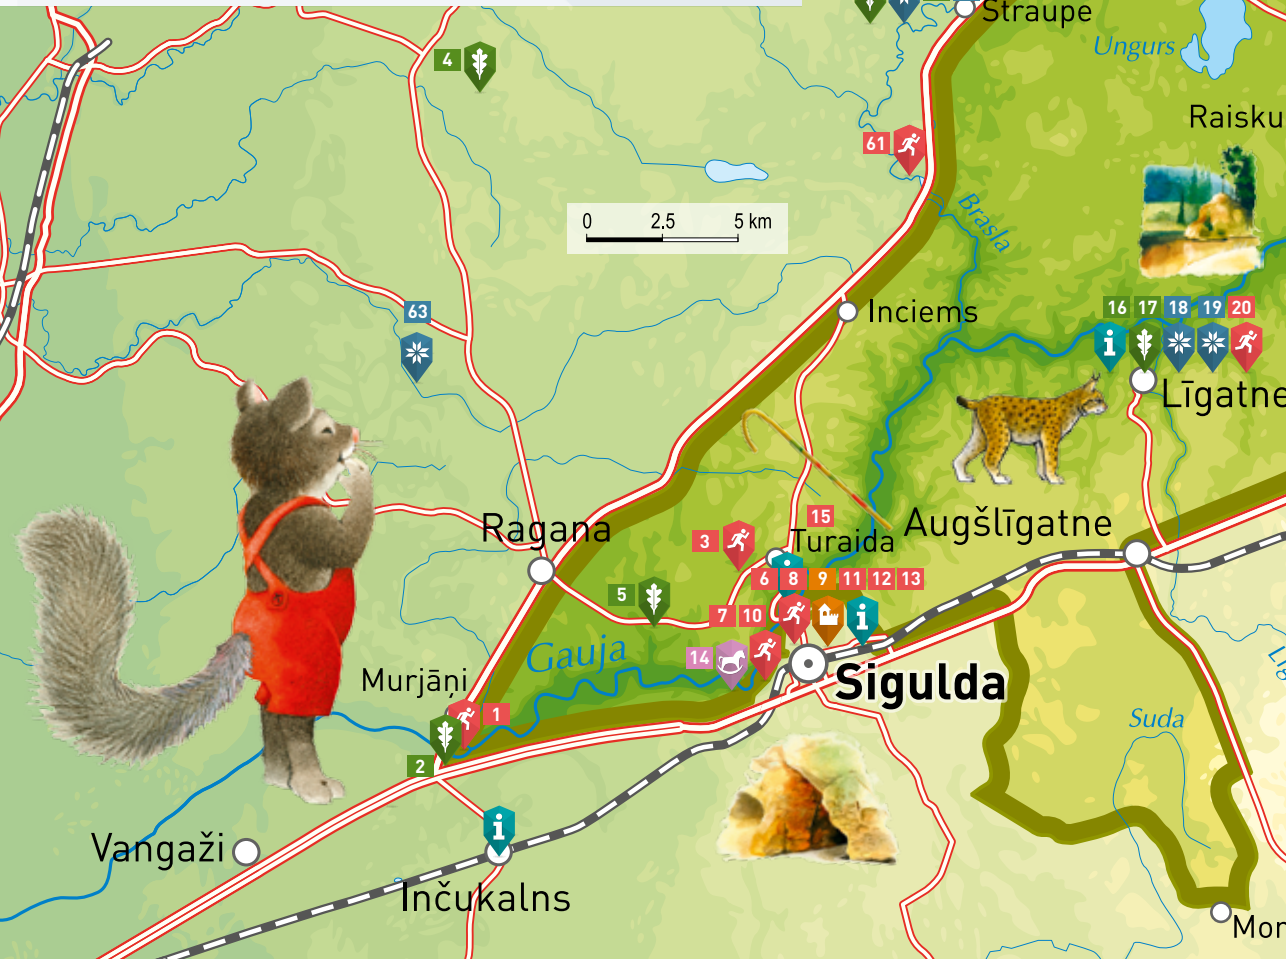 Straupe
Ungurs
4
Raisku
61
Brasla
0 2.5 5 km
63
Inciems
16 17 18 19 20
Līgatne
Ragana
15
Augšlīgatne
3
Turaida
6 8 9 11 12 13
5
7 10
Gauja
14
Murjāņi
Sigulda
1
Suda
2
Vangaži
Inčukalns
Mor